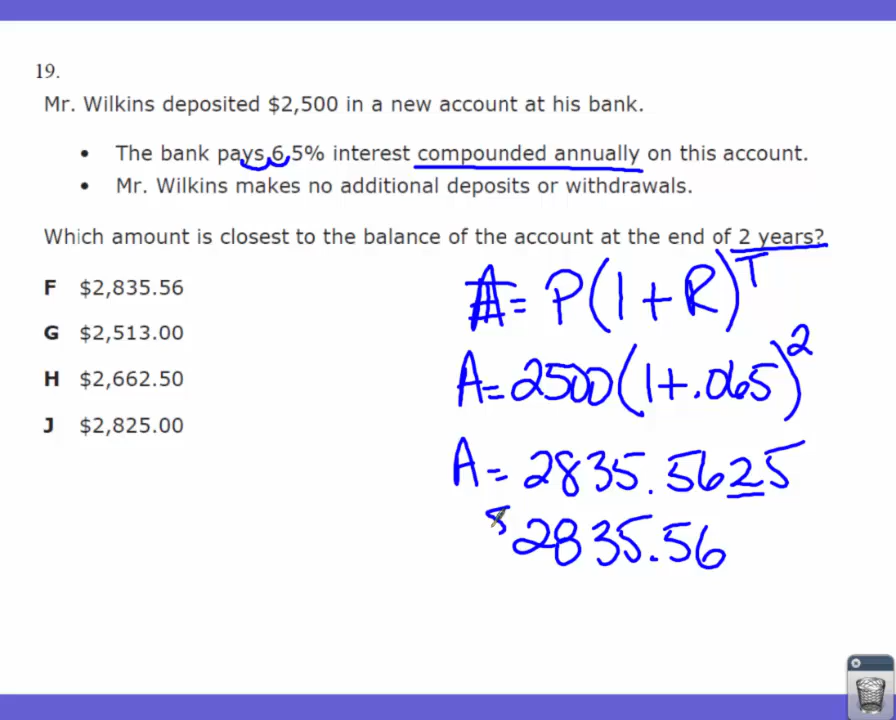 19.
Mr. Wilkins deposited $2,500 in a new account at his bank.
• The bank pays 6.5% interest compounded annually on this account.
• Mr. Wilkins makes no additional deposits or withdrawals.
Which amount is closest to the balance of the account at the end of 2 years?
F $2,835.56
G $2,513.00
H $2,662.50
J $2,825.00
A = P(1 + R)^T
A = 2500(1+.065)^2
A = 2835.5625
$2835.56